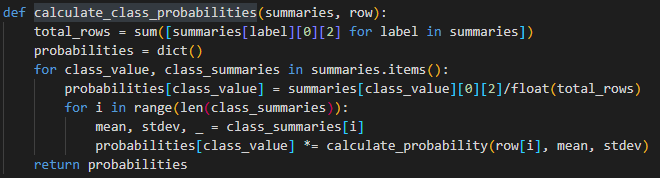 def calculate_class_probabilities(summaries, row):
    total_rows = sum([summaries[label][0][2] for label in summaries])
    probabilities = dict()
    for class_value, class_summaries in summaries.items():
        probabilities[class_value] = summaries[class_value][0][2]/float(total_rows)
        for i in range(len(class_summaries)):
            mean, stdev, _ = class_summaries[i]
            probabilities[class_value] *= calculate_probability(row[i], mean, stdev)
    return probabilities